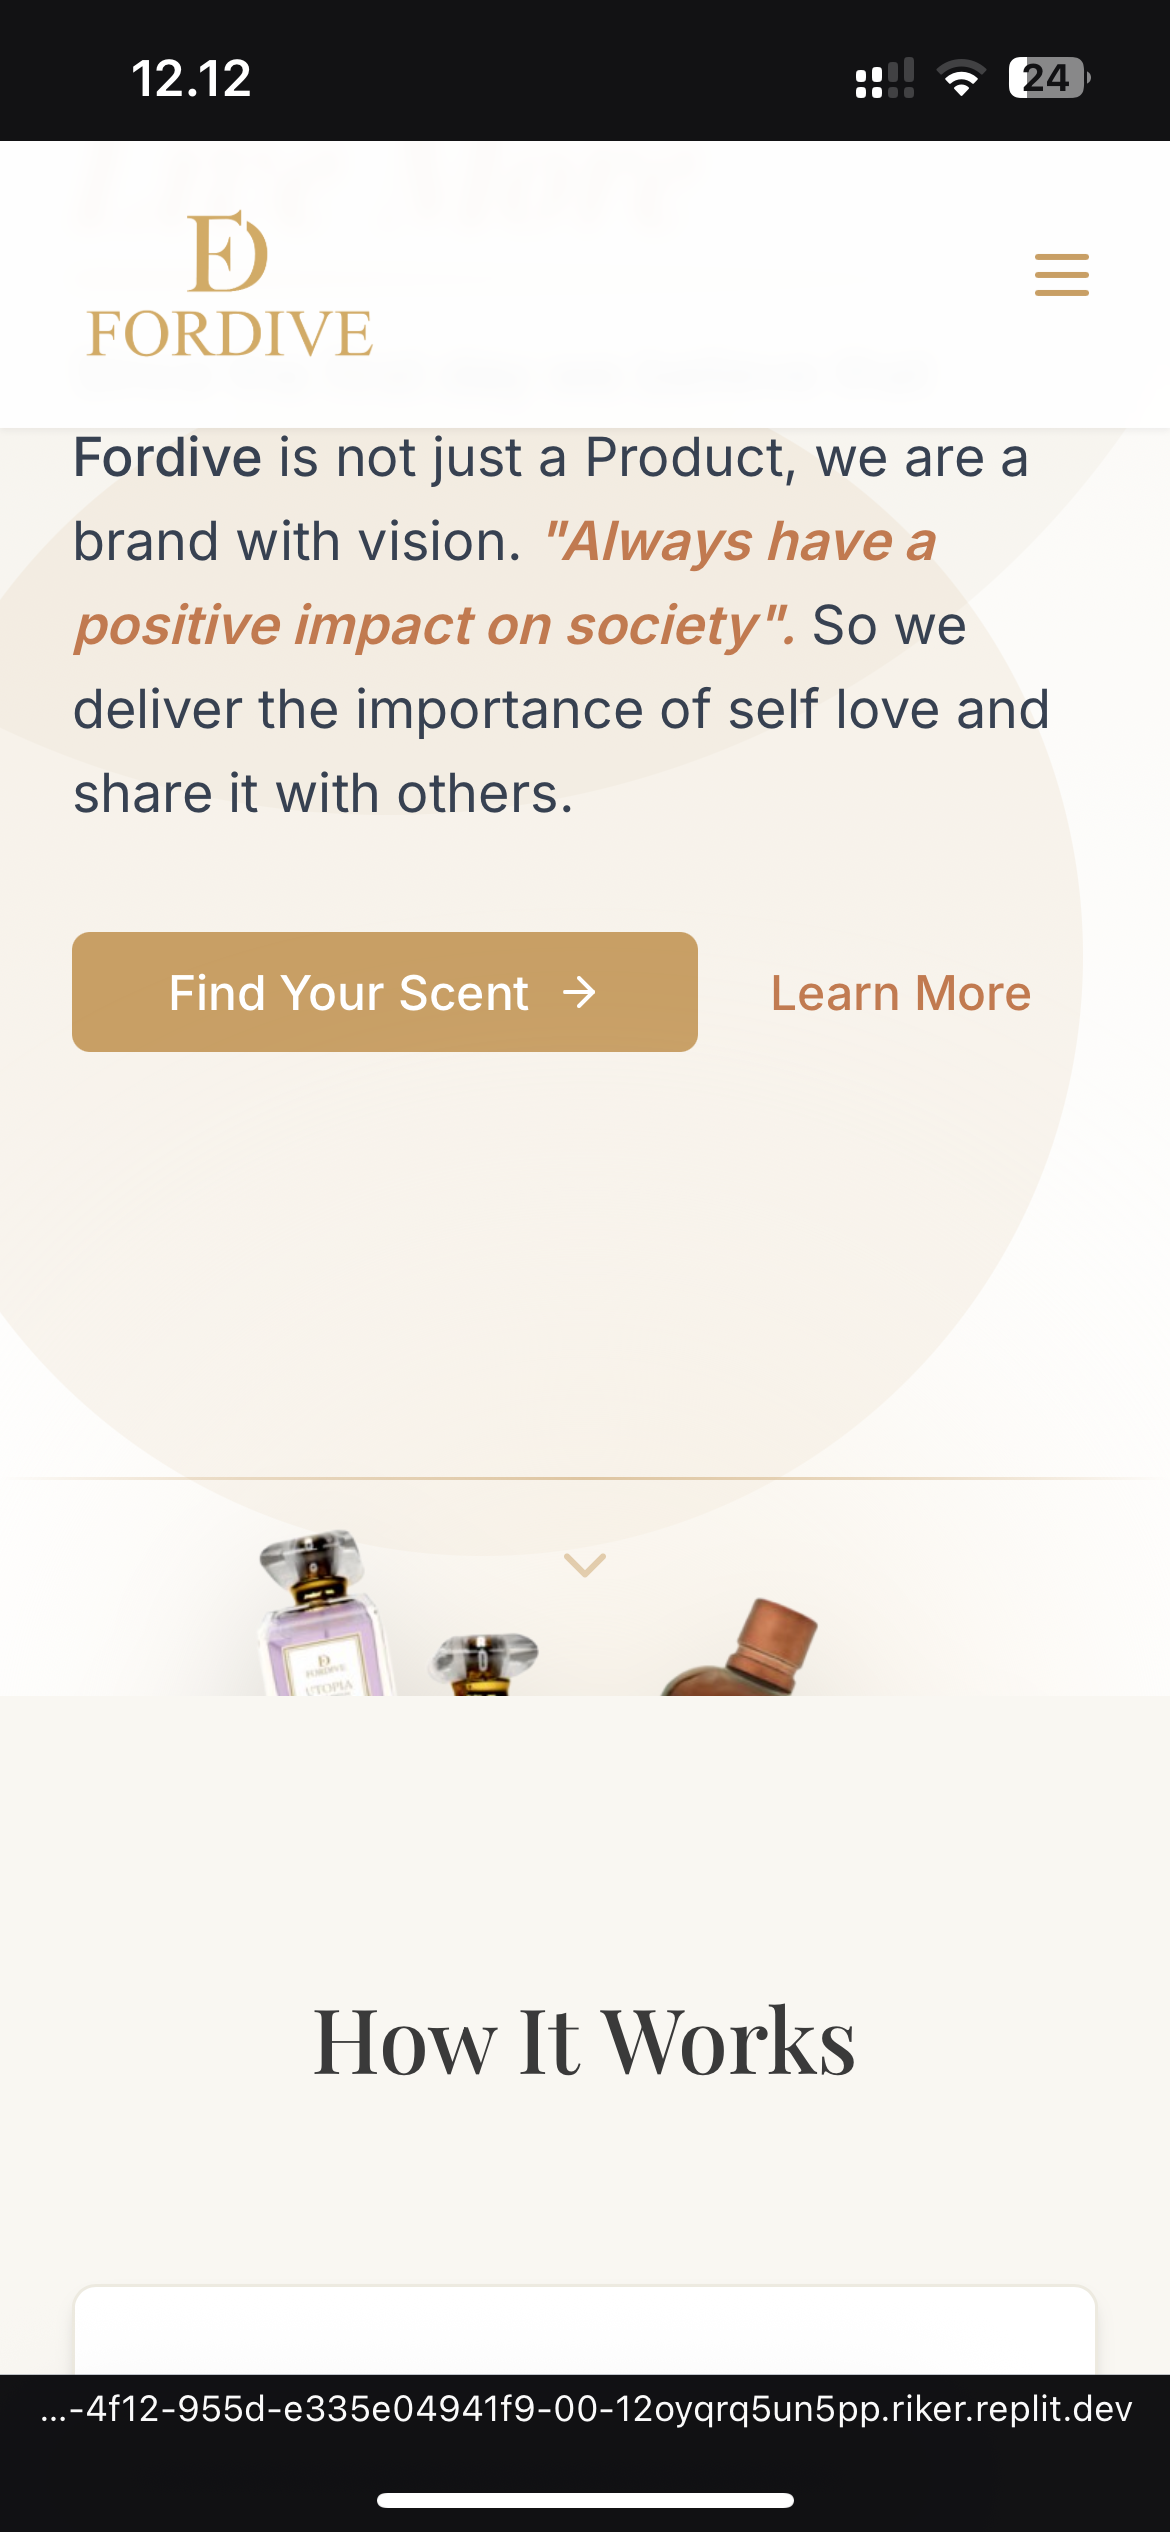 12.12
24
FD
FORDIVE
Fordive is not just a Product, we are a
brand with vision. "Always have a
positive impact on society". So we
deliver the importance of self love and
share it with others.
Find Your Scent →
Learn More
FORDIVE
UTOPIA
How It Works
...-4f12-955d-e335e04941f9-00-12oyqrq5un5pp.riker.replit.dev